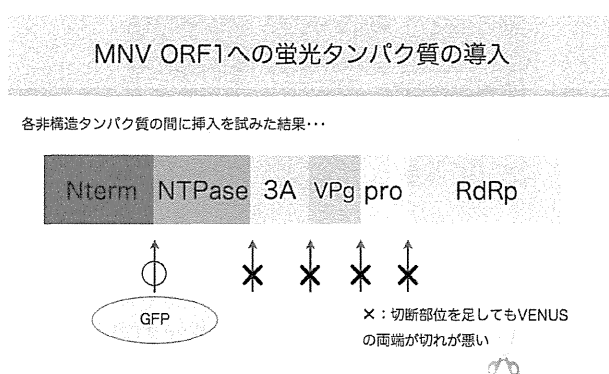 MNV ORF1への蛍光タンパク質の導入
各非構造タンパク質の間に挿入を試みた結果･･･
Nterm NTPase 3A VPg pro RdRp
GFP
×：切断部位を足してもVENUS
の両端が切れが悪い